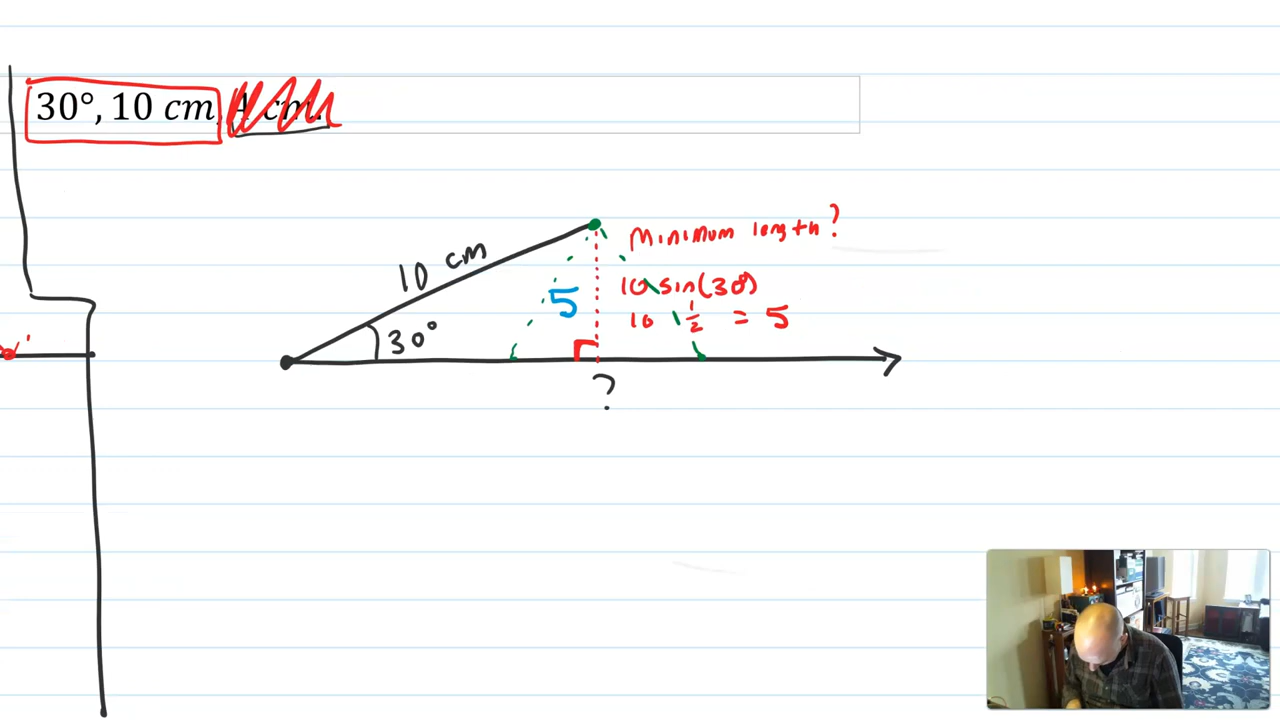 30°, 10 cm,
10 cm
30°
5
Minimum length?
10 sin(30°)
10 1/2 = 5
?